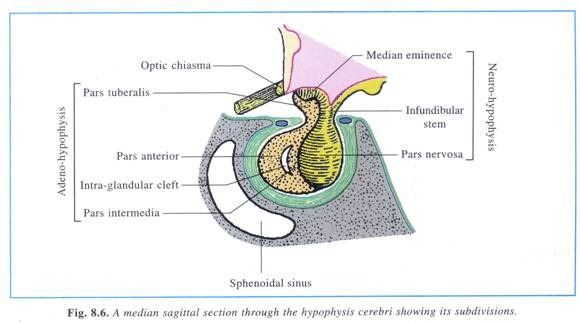 Optic chiasma
Median eminence
Pars tuberalis
Infundibular
stem
Pars anterior
Pars nervosa
Intra-glandular cleft
Pars intermedia
Adeno-hypophysis
Neuro-hypophysis
Sphenoidal sinus
Fig. 8.6. A median sagittal section through the hypophysis cerebri showing its subdivisions.